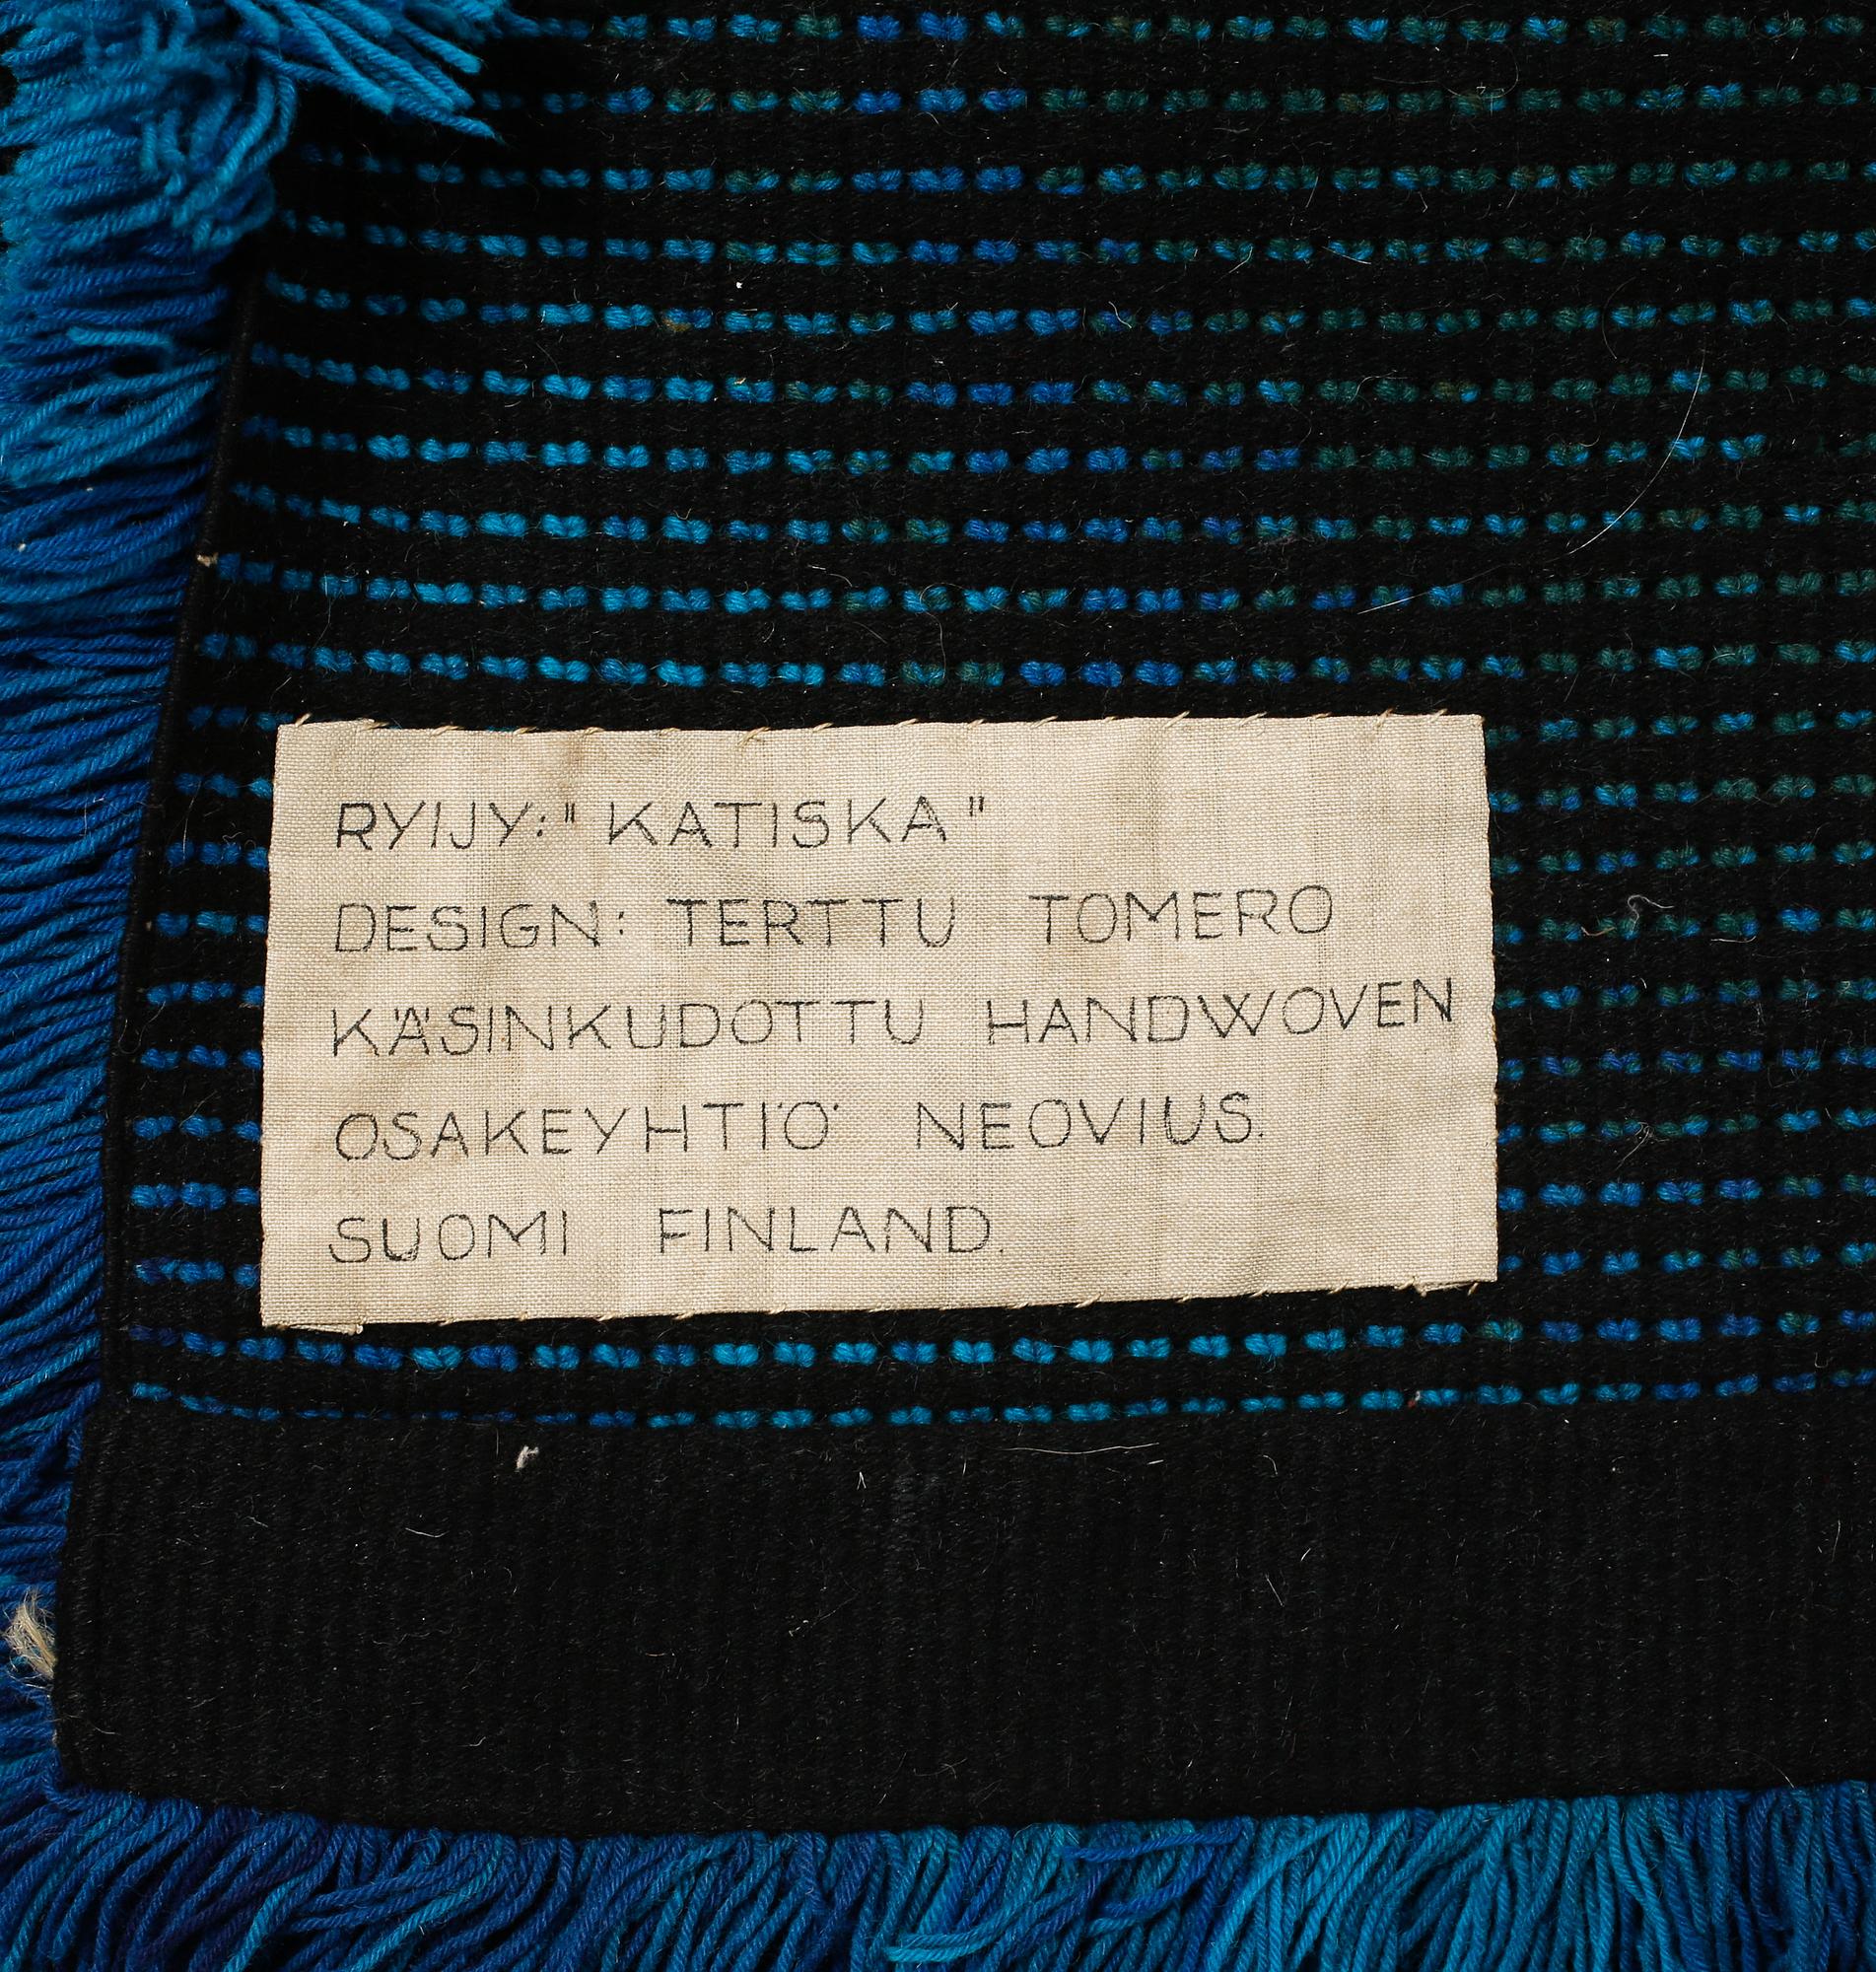 RYIJY: "KATISKA"
DESIGN: TERTTU TOMERO
KÄSINKUDOTTU HANDWOVEN
OSAKEYHTIÖ NEOVIUS.
SUOMI FINLAND.